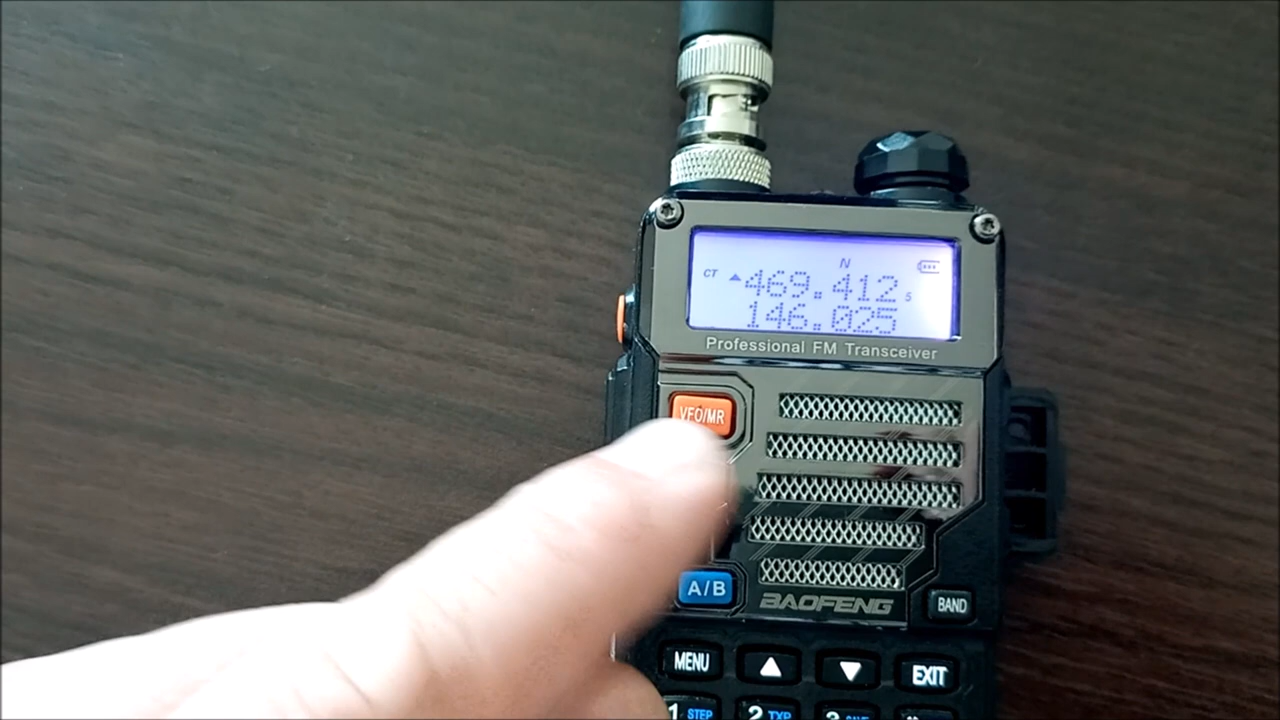 N
CT 469.412 5
146.025
Professional FM Transceiver
VFO/MR
A/B
BAOFENG
BAND
MENU
EXIT
1 STEP
2 TXP
3